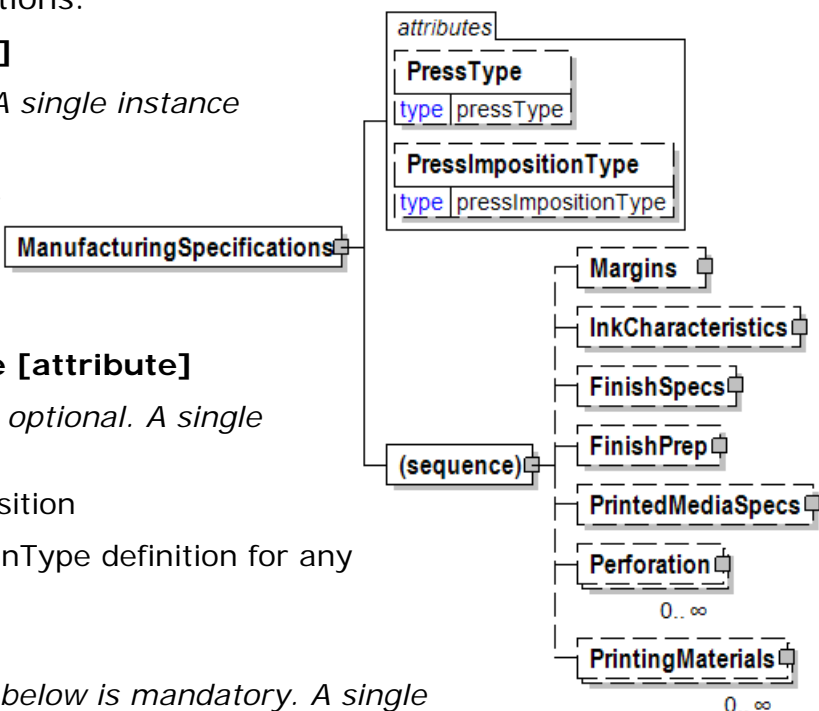 tions:
attributes
]
PressType
A single instance
type pressType
PressImpositionType
type pressImpositionType
ManufacturingSpecifications
Margins
InkCharacteristics
e [attribute]
FinishSpecs
optional. A single
FinishPrep
(sequence)
sition
PrintedMediaSpecs
nType definition for any
Perforation
0..∞
PrintingMaterials
below is mandatory. A single
0..∞